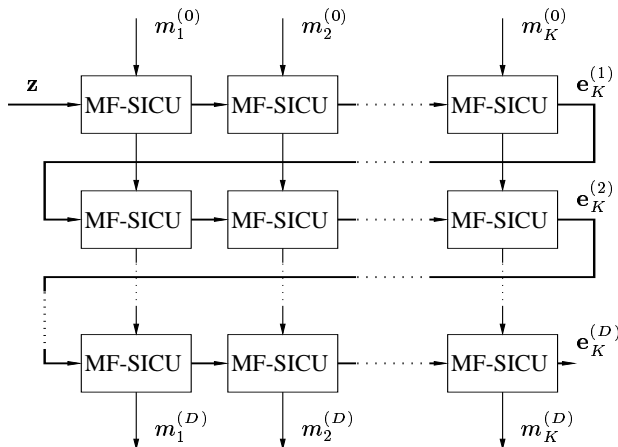 m_1^{(0)} m_2^{(0)} m_K^{(0)}
z MF-SICU MF-SICU MF-SICU e_K^{(1)}
MF-SICU MF-SICU MF-SICU e_K^{(2)}
MF-SICU MF-SICU MF-SICU e_K^{(D)}
m_1^{(D)} m_2^{(D)} m_K^{(D)}